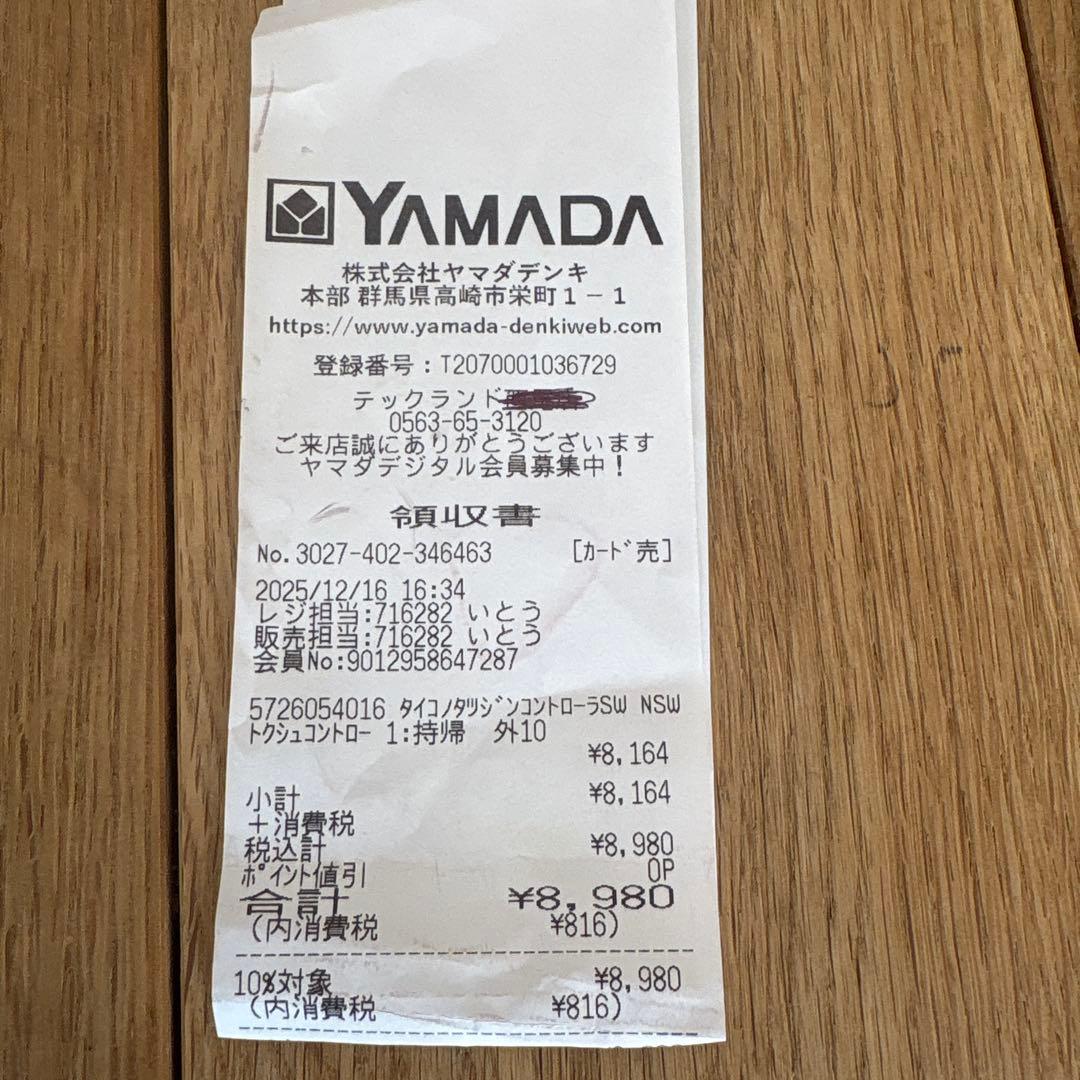 YAMADA
株式会社ヤマダデンキ
本部 群馬県高崎市栄町１－１
https://www.yamada-denkiweb.com
登録番号：T2070001036729
テックランド
0563-65-3120
ご来店誠にありがとうございます
ヤマダデジタル会員募集中！
領収書
No.3027-402-346463 [ｶｰﾄﾞ売]
2025/12/16 16:34
レジ担当:716282 いとう
販売担当:716282 いとう
会員No:9012958647287
5726054016 ﾀｲｺﾉﾀﾂｼﾞﾝｺﾝﾄﾛｰﾗSW NSW
ﾄｸｼｭｺﾝﾄﾛｰ 1:持帰 外10
¥8,164
小計 ¥8,164
＋消費税
税込計 ¥8,980
ﾎﾟｲﾝﾄ値引 0P
合計 ¥8,980
(内消費税 ¥816)
10%対象 ¥8,980
(内消費税 ¥816)